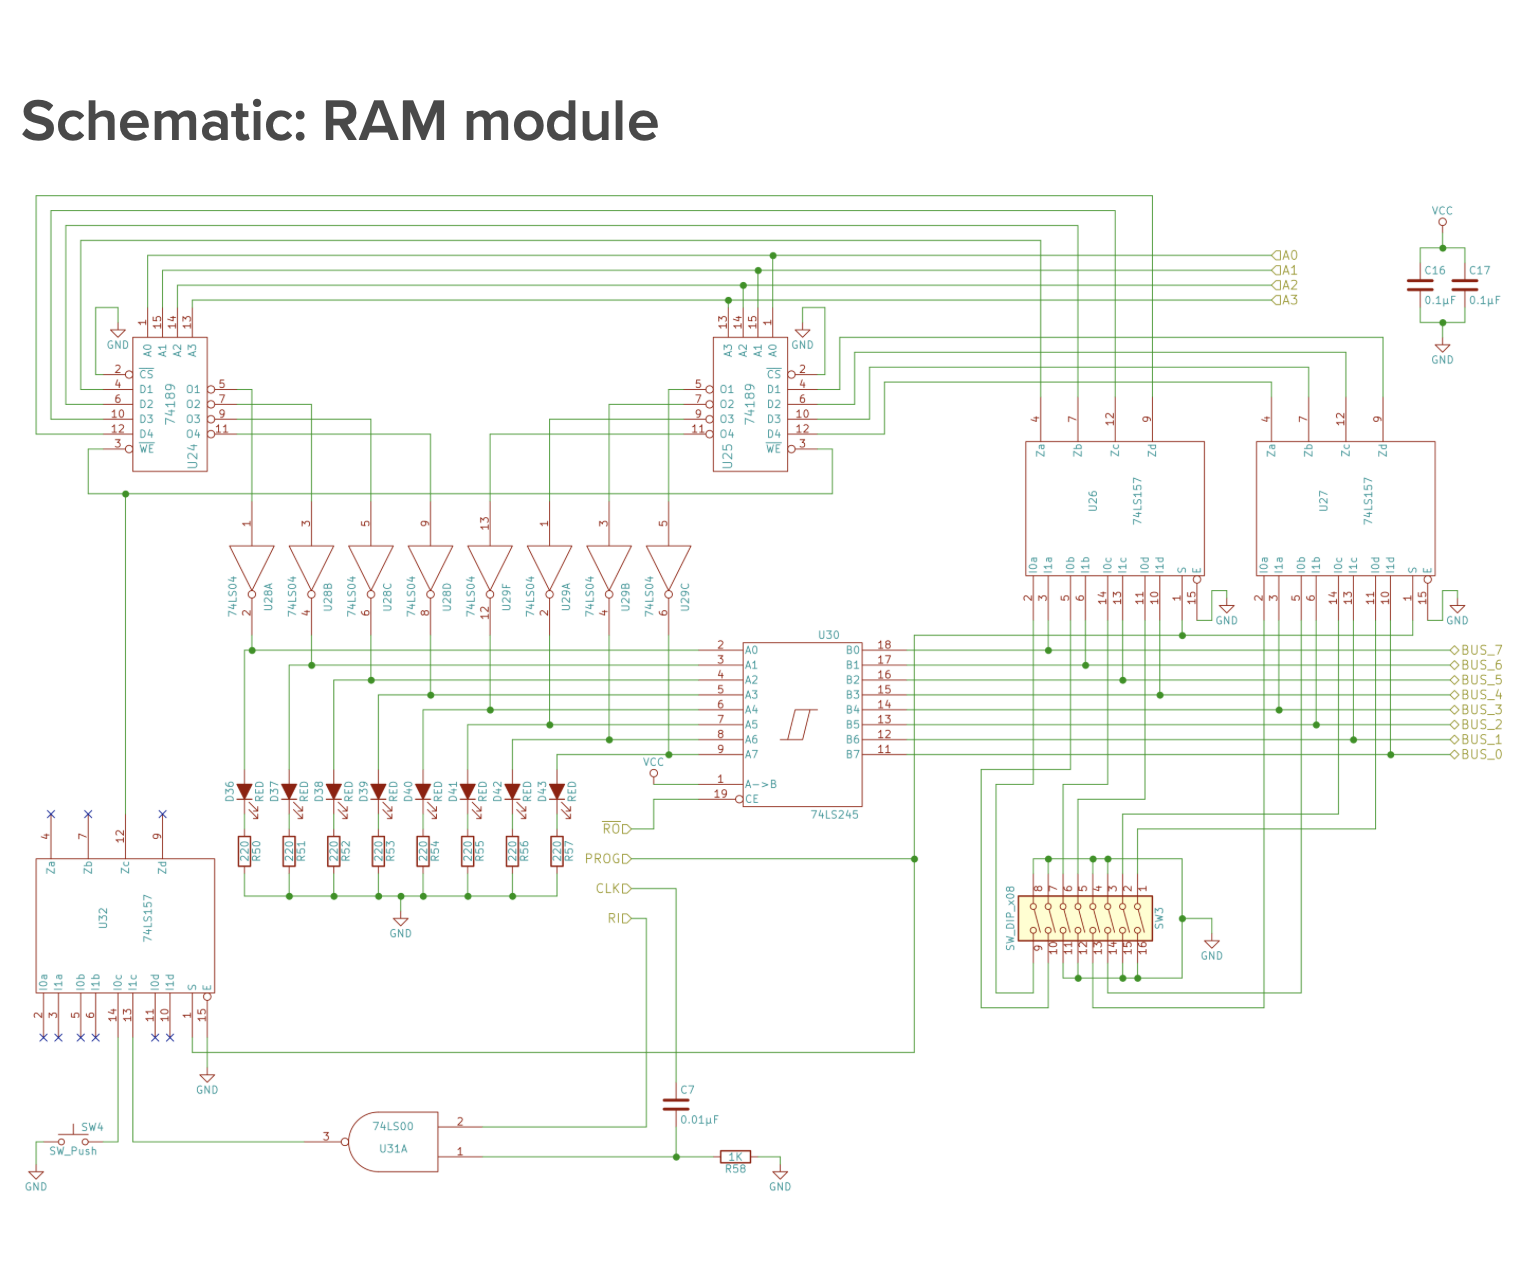 Schematic: RAM module
VCC
C16 C17
0.1µF 0.1µF
GND
A0
A1
A2
A3
GND
1 15 14 13
A0 A1 A2 A3
2 CS
4 D1 O1 5
6 D2 O2 7
10 D3 O3 9
12 D4 O4 11
3 WE
74189
U24
GND
13 14 15 1
A3 A2 A1 A0
CS 2
5 O1 D1 4
7 O2 D2 6
9 O3 D3 10
11 O4 D4 12
WE 3
74189
U25
4 7 12 9
Za Zb Zc Zd
U26
74LS157
I0a I1a I0b I1b I0c I1c I0d I1d S E
2 3 5 6 14 13 11 10 1 15
GND
4 7 12 9
Za Zb Zc Zd
U27
74LS157
I0a I1a I0b I1b I0c I1c I0d I1d S E
2 3 5 6 14 13 11 10 1 15
GND
1 3 5 9 13 1 3 5
74LS04 U28A
74LS04 U28B
74LS04 U28C
74LS04 U28D
74LS04 U29F
74LS04 U29A
74LS04 U29B
74LS04 U29C
2 4 6 8 12 2 4 6
U30
2 A0 B0 18
3 A1 B1 17
4 A2 B2 16
5 A3 B3 15
6 A4 B4 14
7 A5 B5 13
8 A6 B6 12
9 A7 B7 11
1 A->B
19 CE
74LS245
VCC
BUS_7
BUS_6
BUS_5
BUS_4
BUS_3
BUS_2
BUS_1
BUS_0
D36 RED D37 RED D38 RED D39 RED D40 RED D41 RED D42 RED D43 RED
220 R50 220 R51 220 R52 220 R53 220 R54 220 R55 220 R56 220 R57
GND
RO
PROG
CLK
RI
4 7 12 9
Za Zb Zc Zd
U32
74LS157
I0a I1a I0b I1b I0c I1c I0d I1d S E
2 3 5 6 14 13 11 10 1 15
GND
SW_DIP_x08
8 7 6 5 4 3 2 1
9 10 11 12 13 14 15 16
SW3
GND
SW4
SW_Push
GND
3 74LS00 2
U31A 1
C7
0.01µF
1K
R58
GND